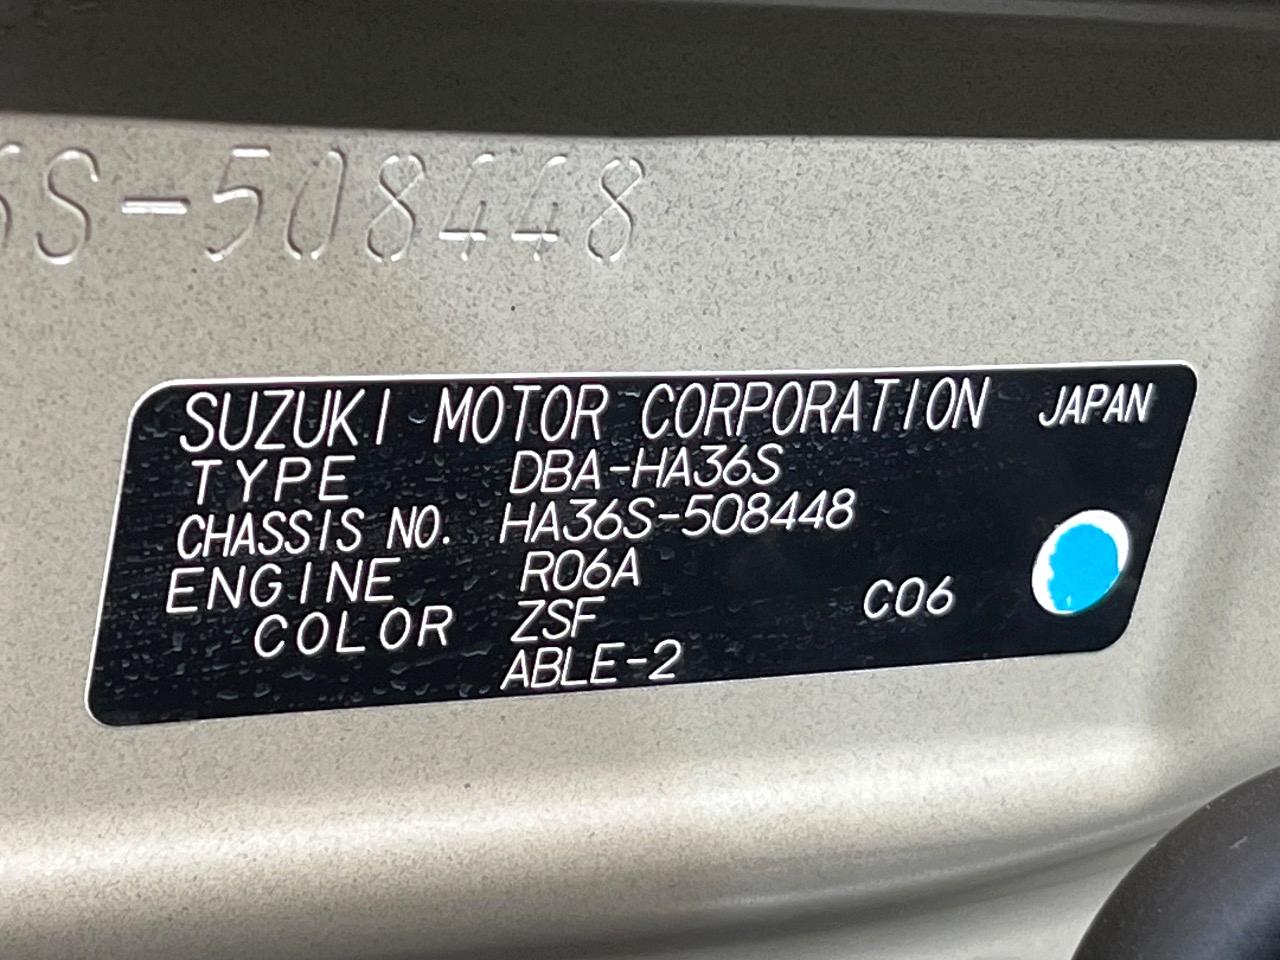 6S-508448
SUZUKI MOTOR CORPORATION JAPAN
TYPE DBA-HA36S
CHASSIS NO. HA36S-508448
ENGINE R06A
COLOR ZSF C06
ABLE-2